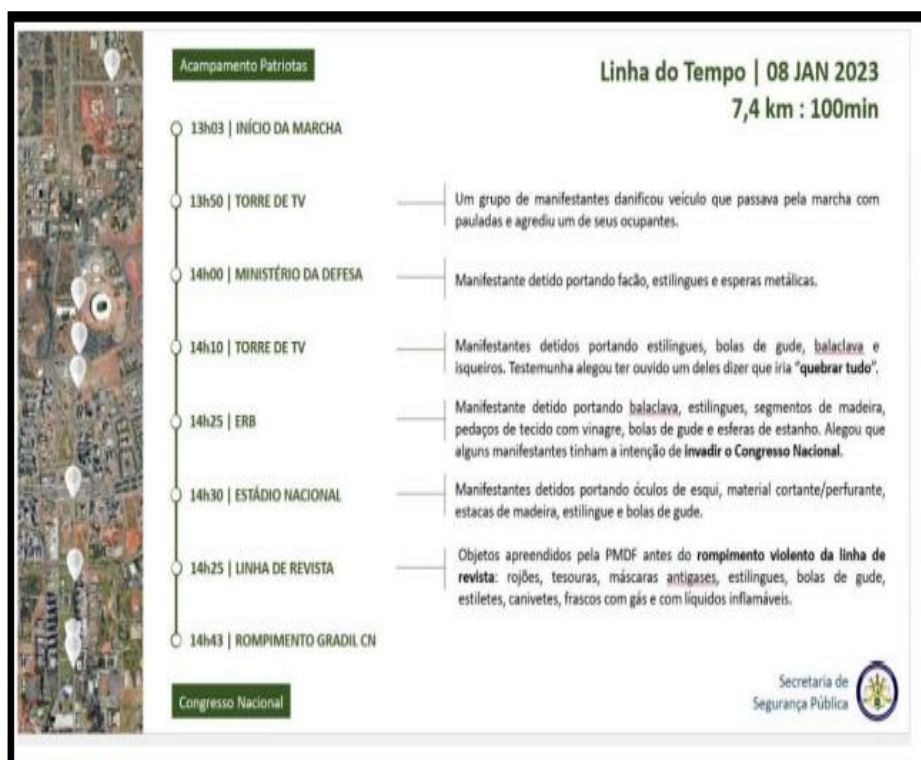 Acampamento Patriotas
Linha do Tempo | 08 JAN 2023
7,4 km : 100min
13h03 | INÍCIO DA MARCHA
13h50 | TORRE DE TV
Um grupo de manifestantes danificou veículo que passava pela marcha com
pauladas e agrediu um de seus ocupantes.
14h00 | MINISTÉRIO DA DEFESA
Manifestante detido portando facão, estilingues e esperas metálicas.
14h10 | TORRE DE TV
Manifestantes detidos portando estilingues, bolas de gude, balaclava e
isqueiros. Testemunha alegou ter ouvido um deles dizer que iria “quebrar tudo”.
14h25 | ERB
Manifestante detido portando balaclava, estilingues, segmentos de madeira,
pedaços de tecido com vinagre, bolas de gude e esferas de estanho. Alegou que
alguns manifestantes tinham a intenção de invadir o Congresso Nacional.
14h30 | ESTÁDIO NACIONAL
Manifestantes detidos portando óculos de esqui, material cortante/perfurante,
estacas de madeira, estilingue e bolas de gude.
14h25 | LINHA DE REVISTA
Objetos apreendidos pela PMDF antes do rompimento violento da linha de
revista: rojões, tesouras, máscaras antigases, estilingues, bolas de gude,
estiletes, canivetes, frascos com gás e com líquidos inflamáveis.
14h43 | ROMPIMENTO GRADIL CN
Congresso Nacional
Secretaria de
Segurança Pública